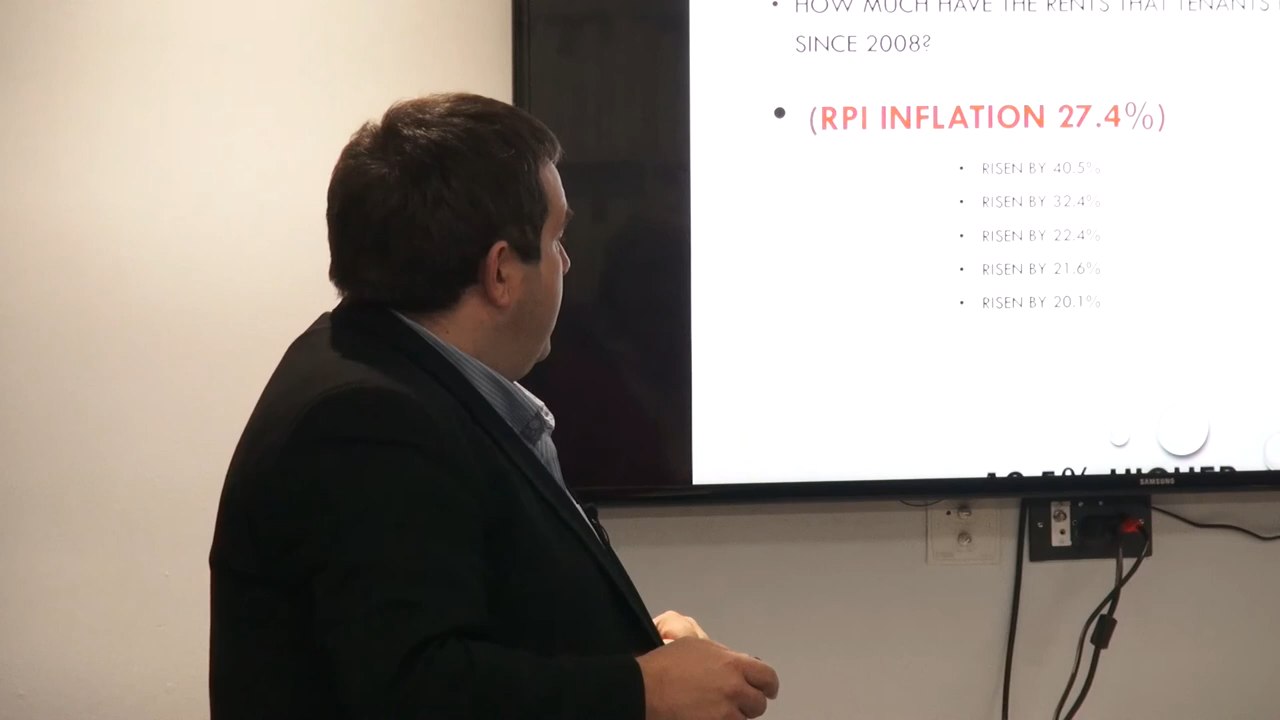 • HOW MUCH HAVE THE RENTS THAT TENANTS
SINCE 2008?
• (RPI INFLATION 27.4%)
• RISEN BY 40.5%
• RISEN BY 32.4%
• RISEN BY 22.4%
• RISEN BY 21.6%
• RISEN BY 20.1%
HIGHER
SAMSUNG